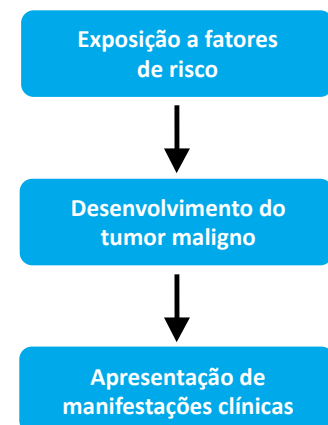 Exposição a fatores
de risco
Desenvolvimento do
tumor maligno
Apresentação de
manifestações clínicas